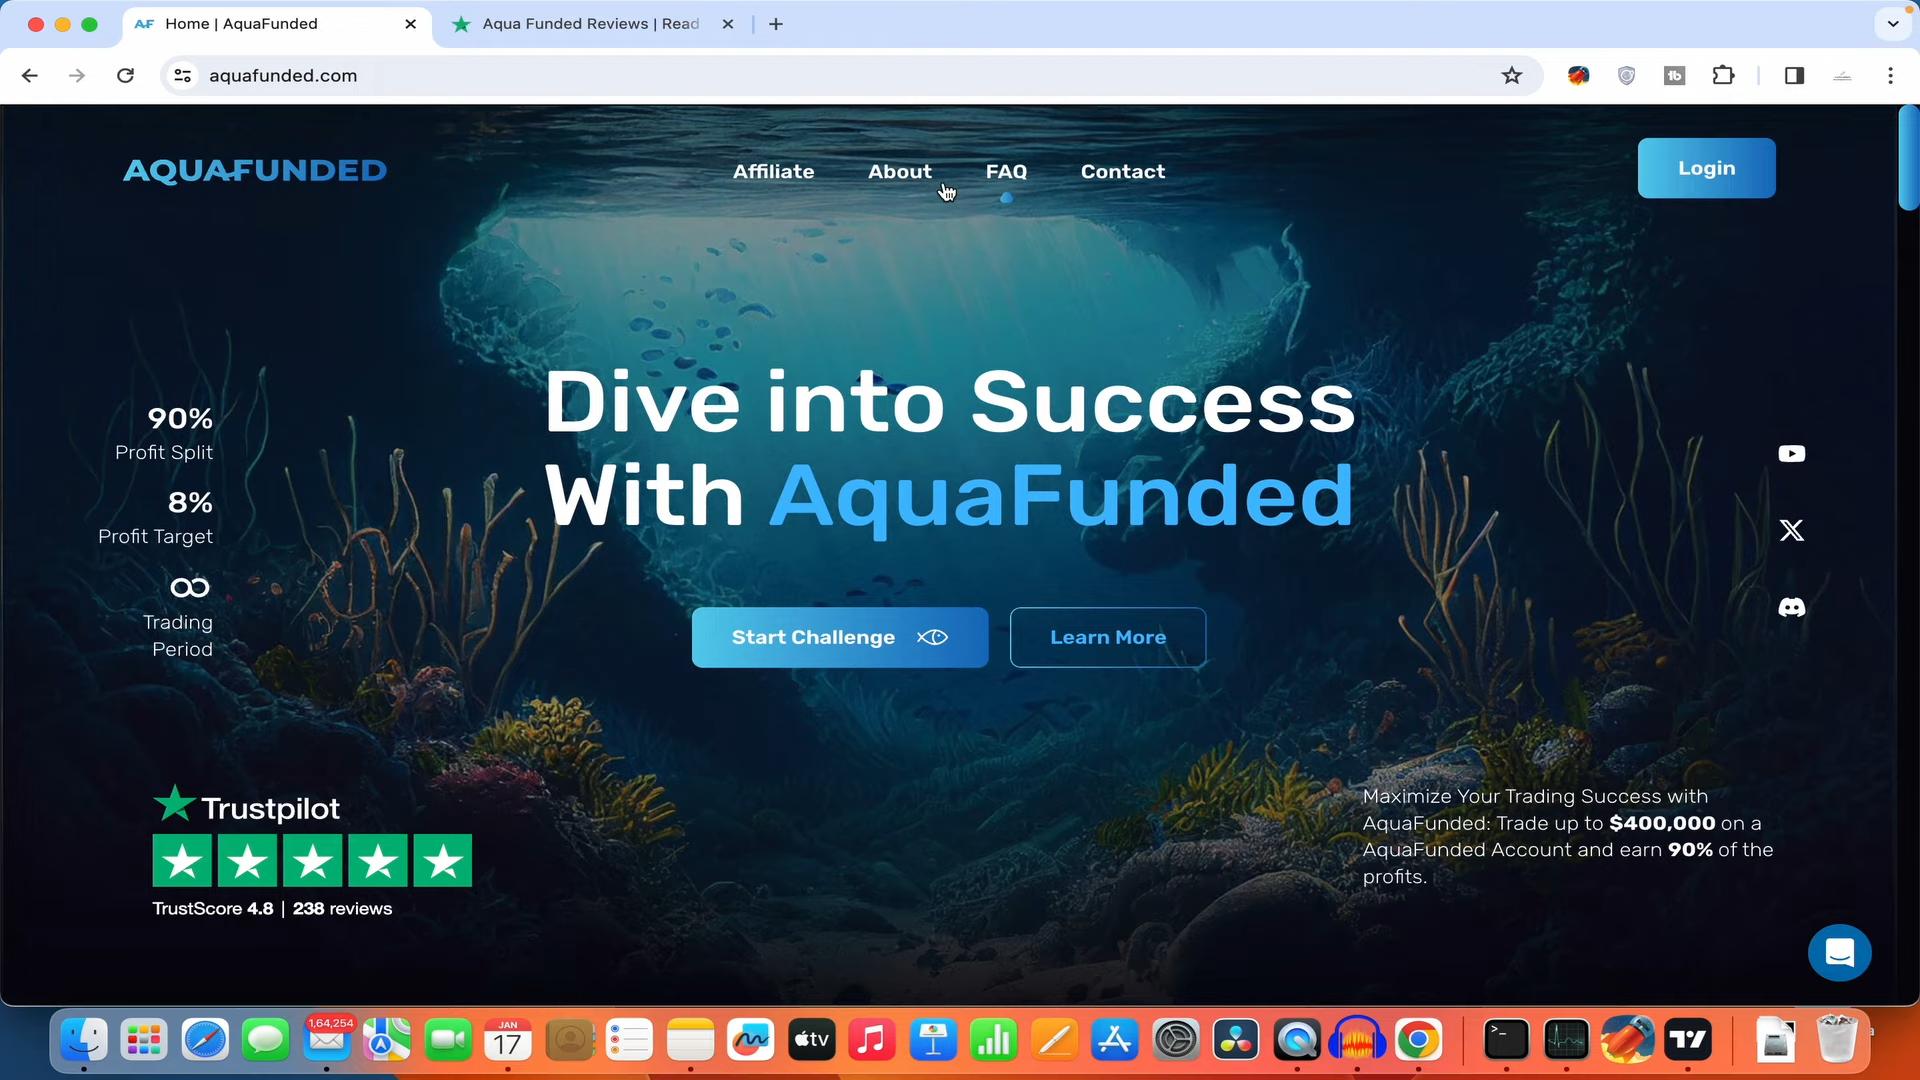 Home | AquaFunded
Aqua Funded Reviews | Read
aquafunded.com
AQUAFUNDED
Affiliate
About
FAQ
Contact
Login
Dive into Success
With AquaFunded
90%
Profit Split
8%
Profit Target
Trading
Period
Start Challenge
Learn More
Trustpilot
TrustScore 4.8 | 238 reviews
Maximize Your Trading Success with
AquaFunded: Trade up to $400,000 on a
AquaFunded Account and earn 90% of the
profits.
1,64,254
JAN
17
tv